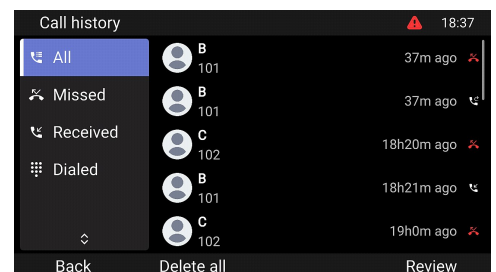 Call history 18:37
All
Missed
Received
Dialed
B
101
37m ago
B
101
37m ago
C
102
18h20m ago
B
101
18h21m ago
C
102
19h0m ago
Back Delete all Review